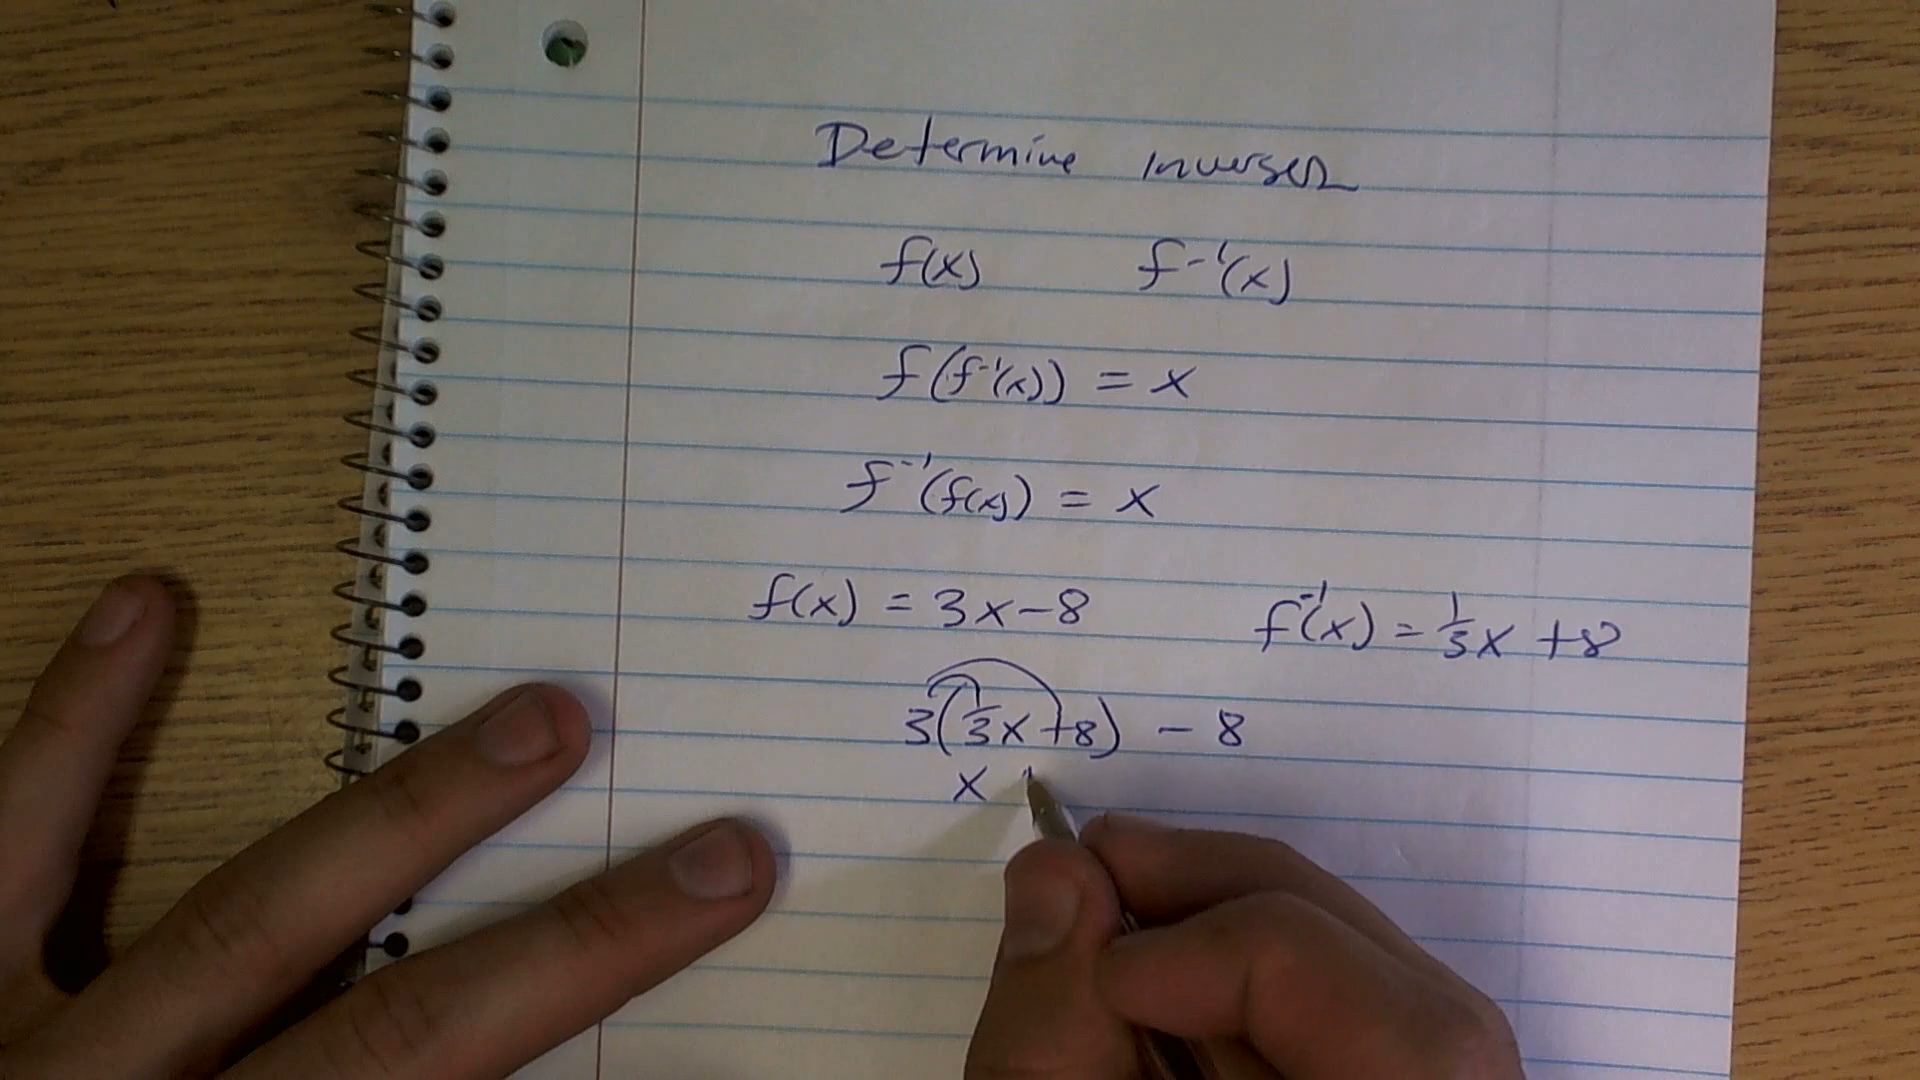 Determine Inverses
f(x) f⁻¹(x)
f(f⁻¹(x)) = x
f⁻¹(f(x)) = x
f(x) = 3x-8 f⁻¹(x) = 1/3x +8
3(1/3x +8) - 8
x